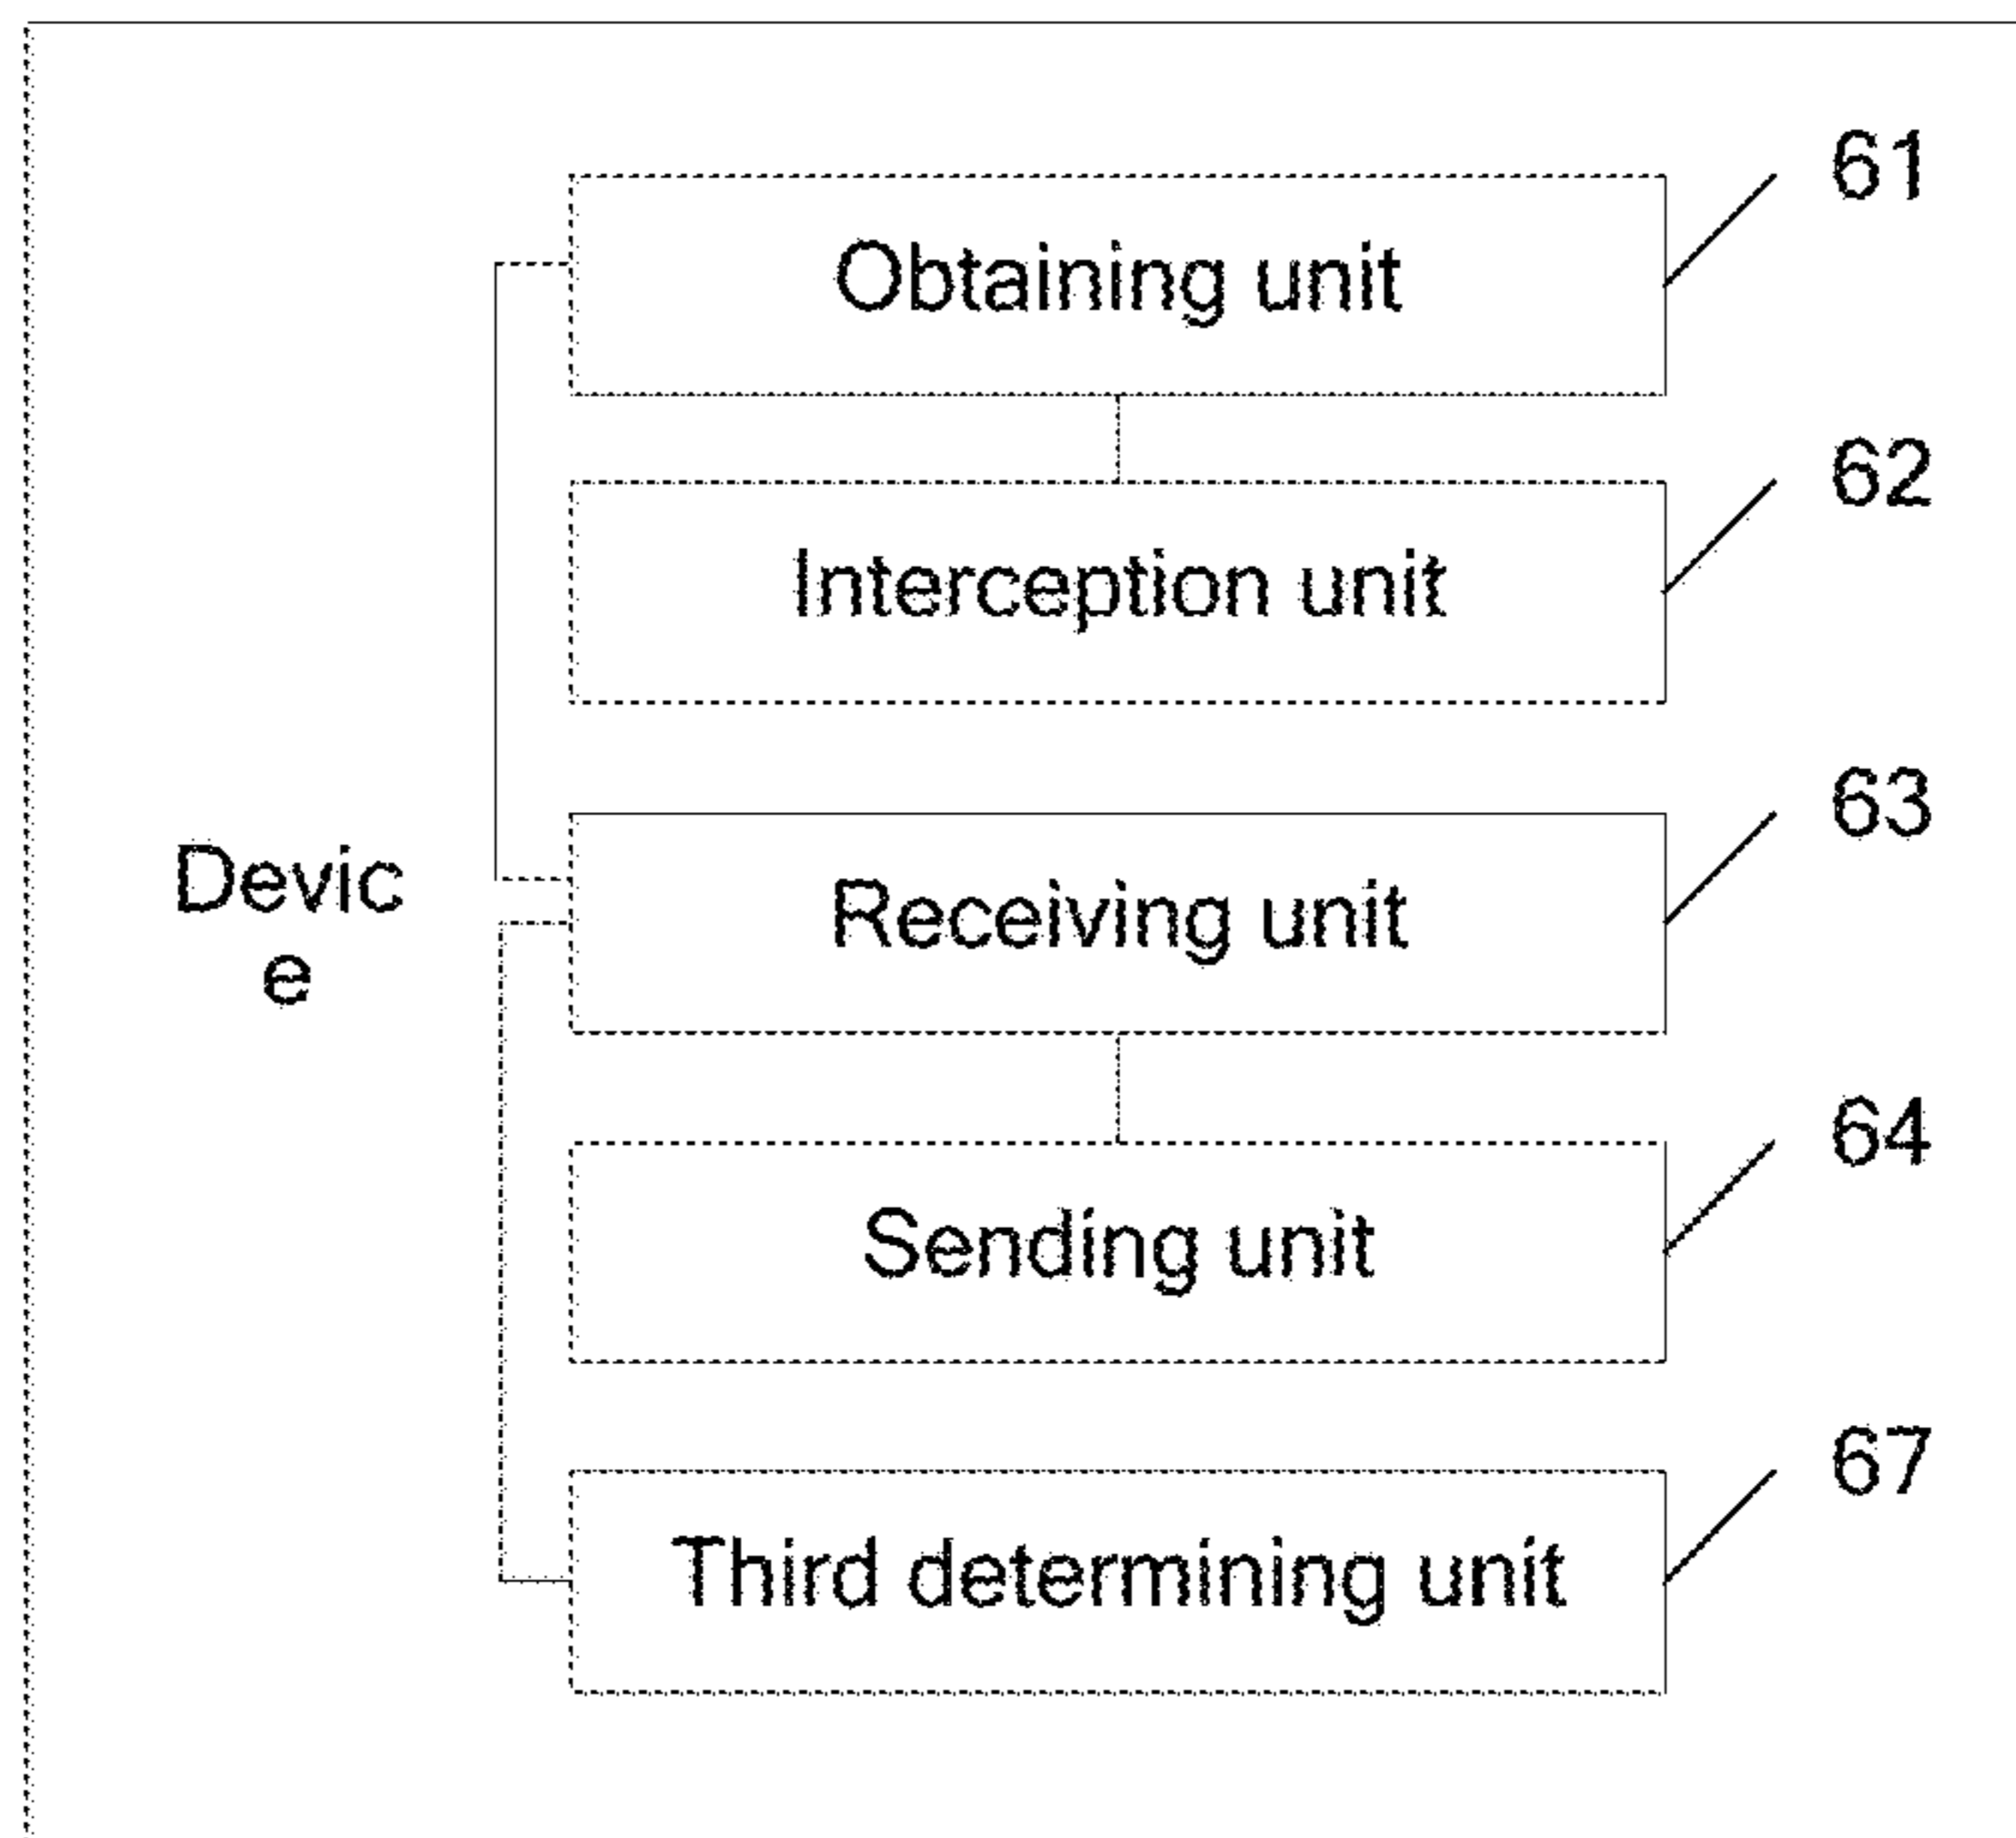 61
Obtaining unit
62
Interception unit
63
Devic
e
Receiving unit
64
Sending unit
67
Third determining unit